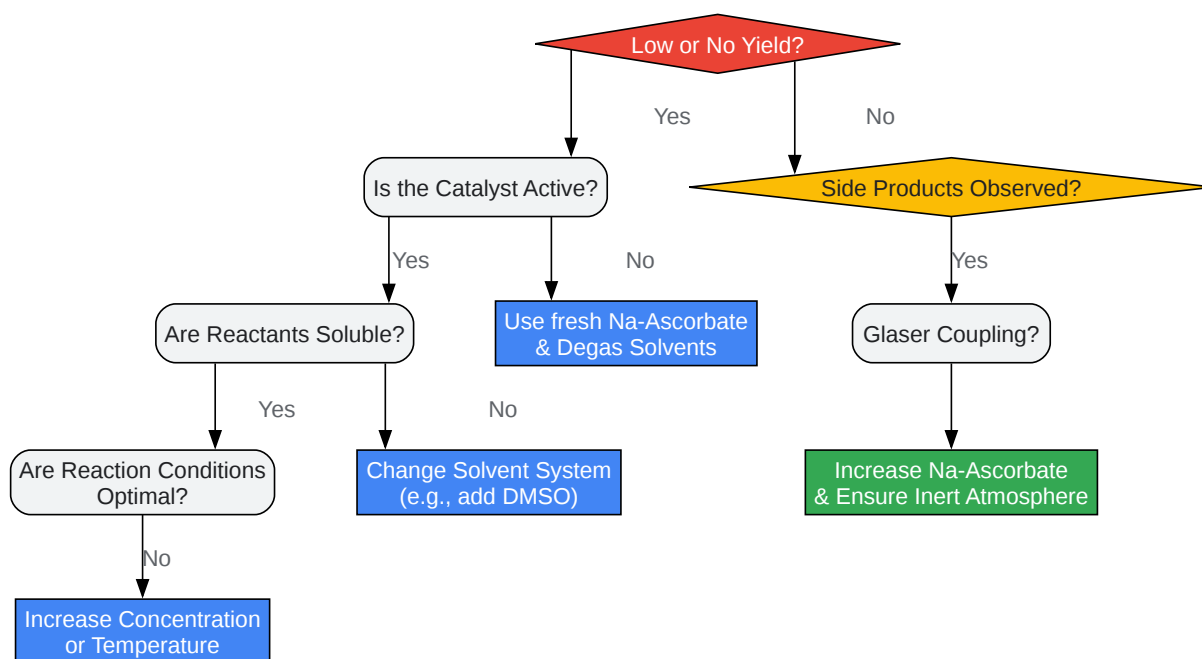 Low or No Yield?
Yes
No
Is the Catalyst Active?
Side Products Observed?
Yes
No
Yes
Are Reactants Soluble?
Use fresh Na-Ascorbate
& Degas Solvents
Glaser Coupling?
Yes
No
Are Reaction Conditions
Optimal?
Change Solvent System
(e.g., add DMSO)
Increase Na-Ascorbate
& Ensure Inert Atmosphere
No
Increase Concentration
or Temperature